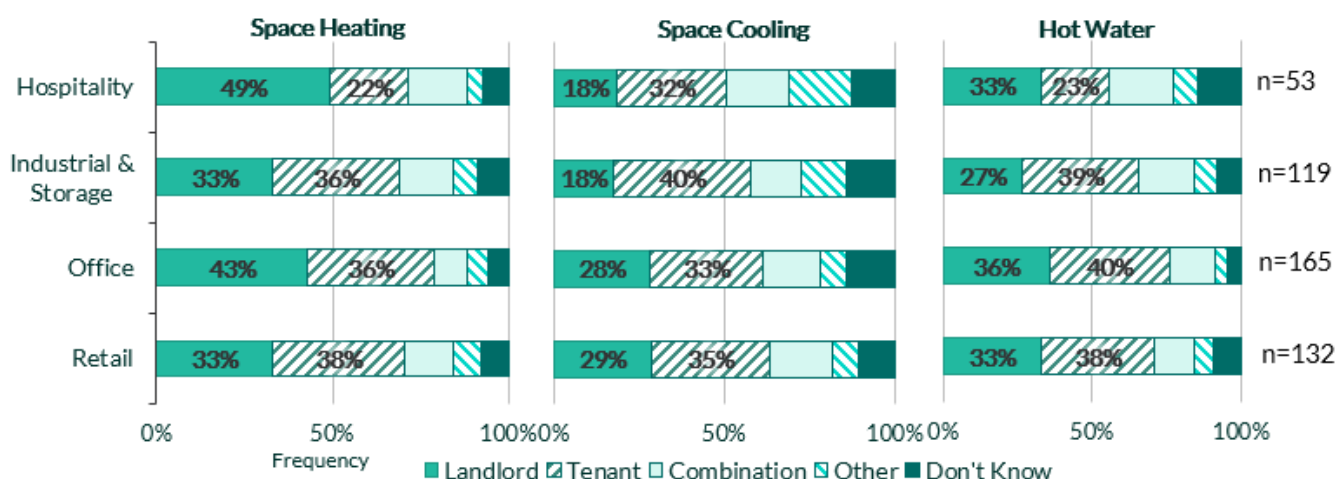 Space Heating Space Cooling Hot Water
Hospitality 49% 22% 18% 32% 33% 23% n=53
Industrial &
Storage 33% 36% 18% 40% 27% 39% n=119
Office 43% 36% 28% 33% 36% 40% n=165
Retail 33% 38% 29% 35% 33% 38% n=132
0% 50% 100% 0% 50% 100% 0% 50% 100%
Frequency
Landlord Tenant Combination Other Don't Know